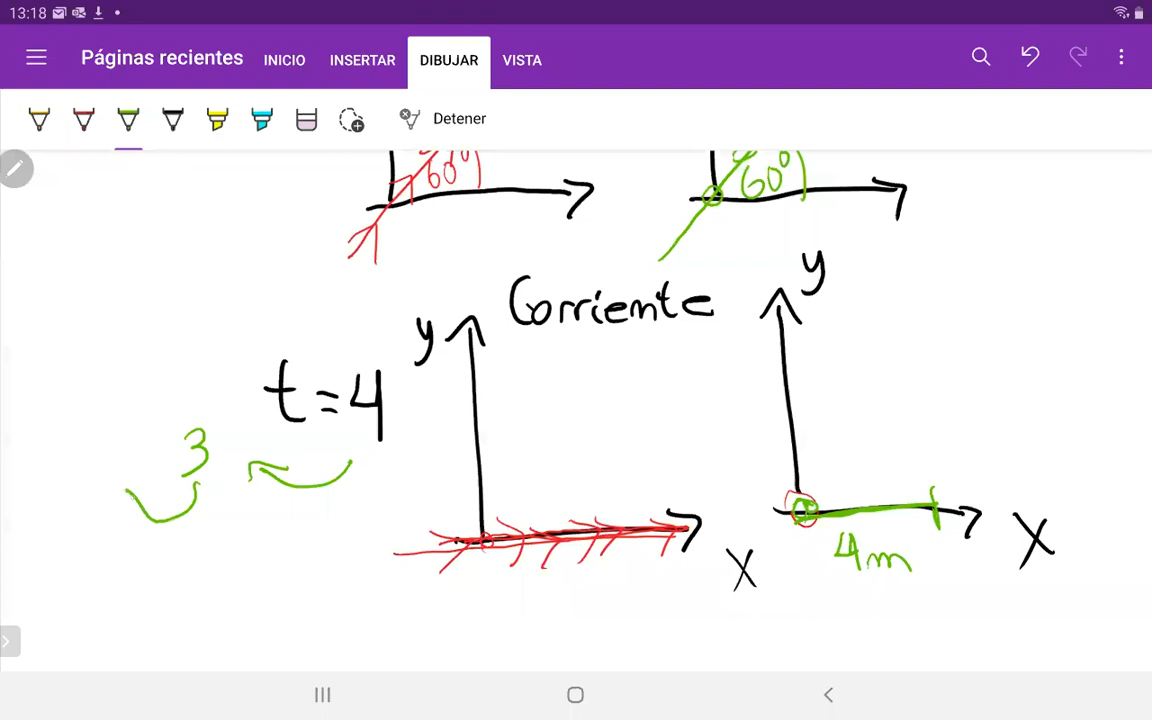 13:18
Páginas recientes INICIO INSERTAR DIBUJAR VISTA
Detener
60° 60°
y Corriente y
t=4
3
x 4m x